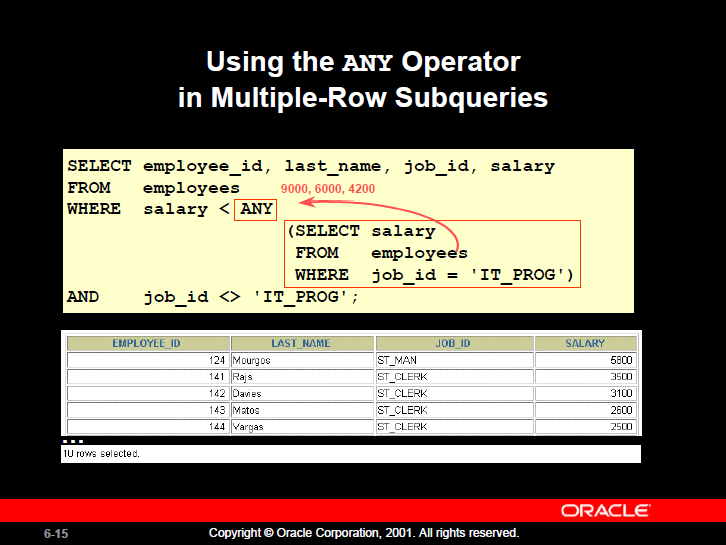 Using the ANY Operator
in Multiple-Row Subqueries
SELECT employee_id, last_name, job_id, salary
FROM employees 9000, 6000, 4200
WHERE salary < ANY
(SELECT salary
FROM employees
WHERE job_id = 'IT_PROG')
AND job_id <> 'IT_PROG';
EMPLOYEE_ID LAST_NAME JOB_ID SALARY
124 Mourgos ST_MAN 5800
141 Rajs ST_CLERK 3500
142 Davies ST_CLERK 3100
143 Matos ST_CLERK 2600
144 Vargas ST_CLERK 2500
...
10 rows selected.
ORACLE®
6-15 Copyright © Oracle Corporation, 2001. All rights reserved.